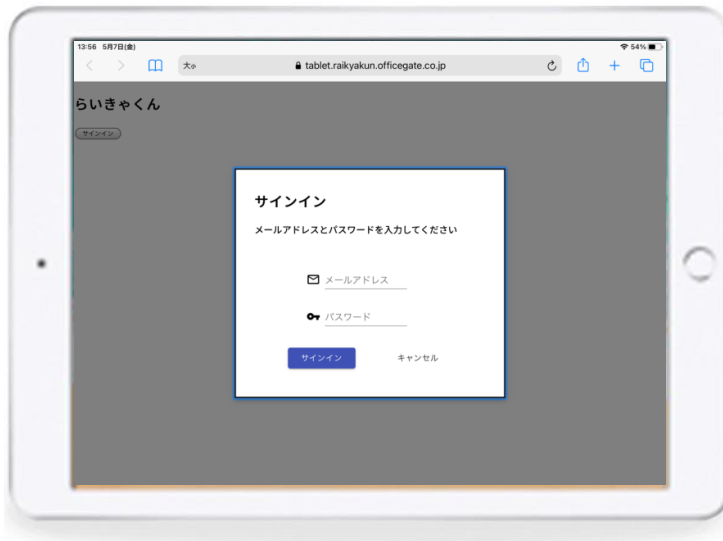 13:56 5月7日(金)
54%
大あ
tablet.raikyakun.officegate.co.jp
らいきゃくん
サインイン
サインイン
メールアドレスとパスワードを入力してください
メールアドレス
パスワード
サインイン
キャンセル